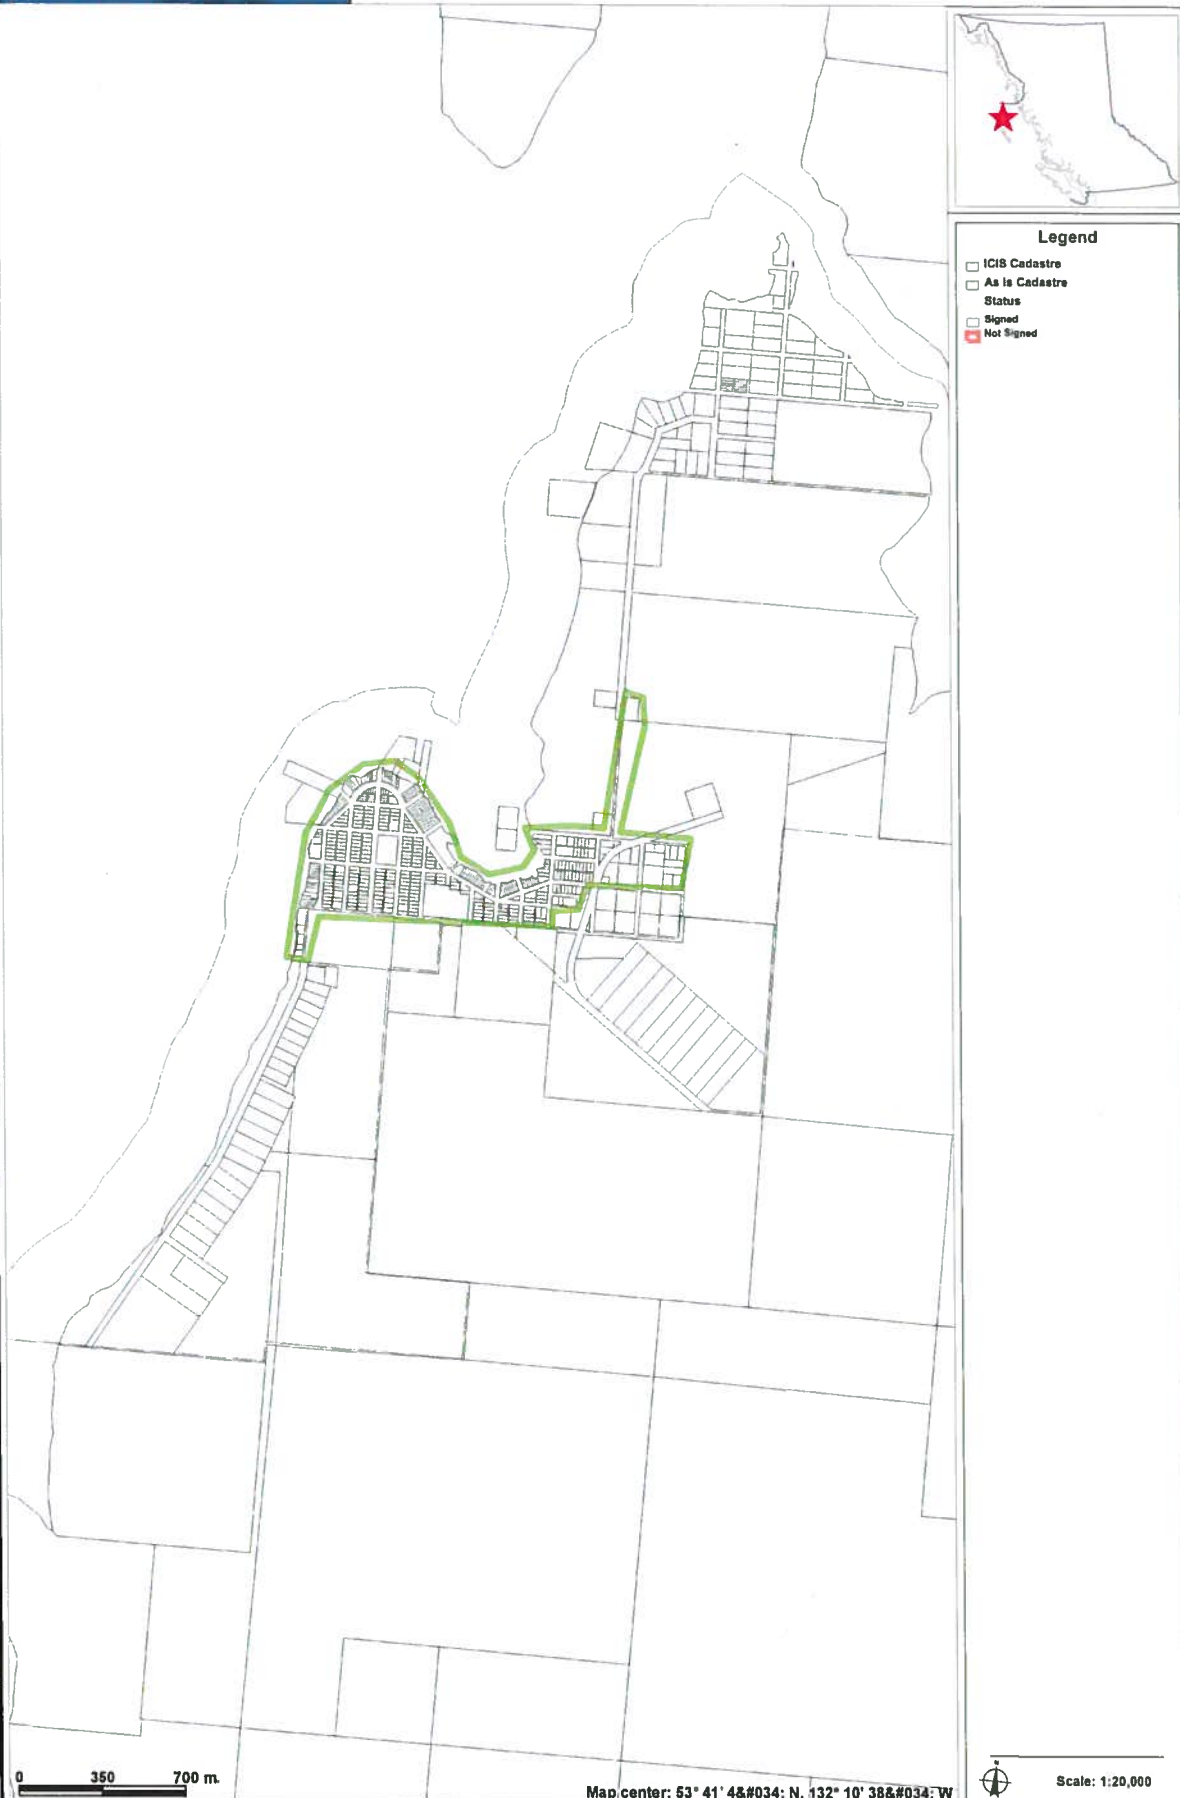 Legend
ICIS Cadastre
As Is Cadastre
Status
Signed
Not Signed
0 350 700 m.
Map center: 53° 41' 4&#034; N, 132° 10' 38&#034; W
Scale: 1:20,000